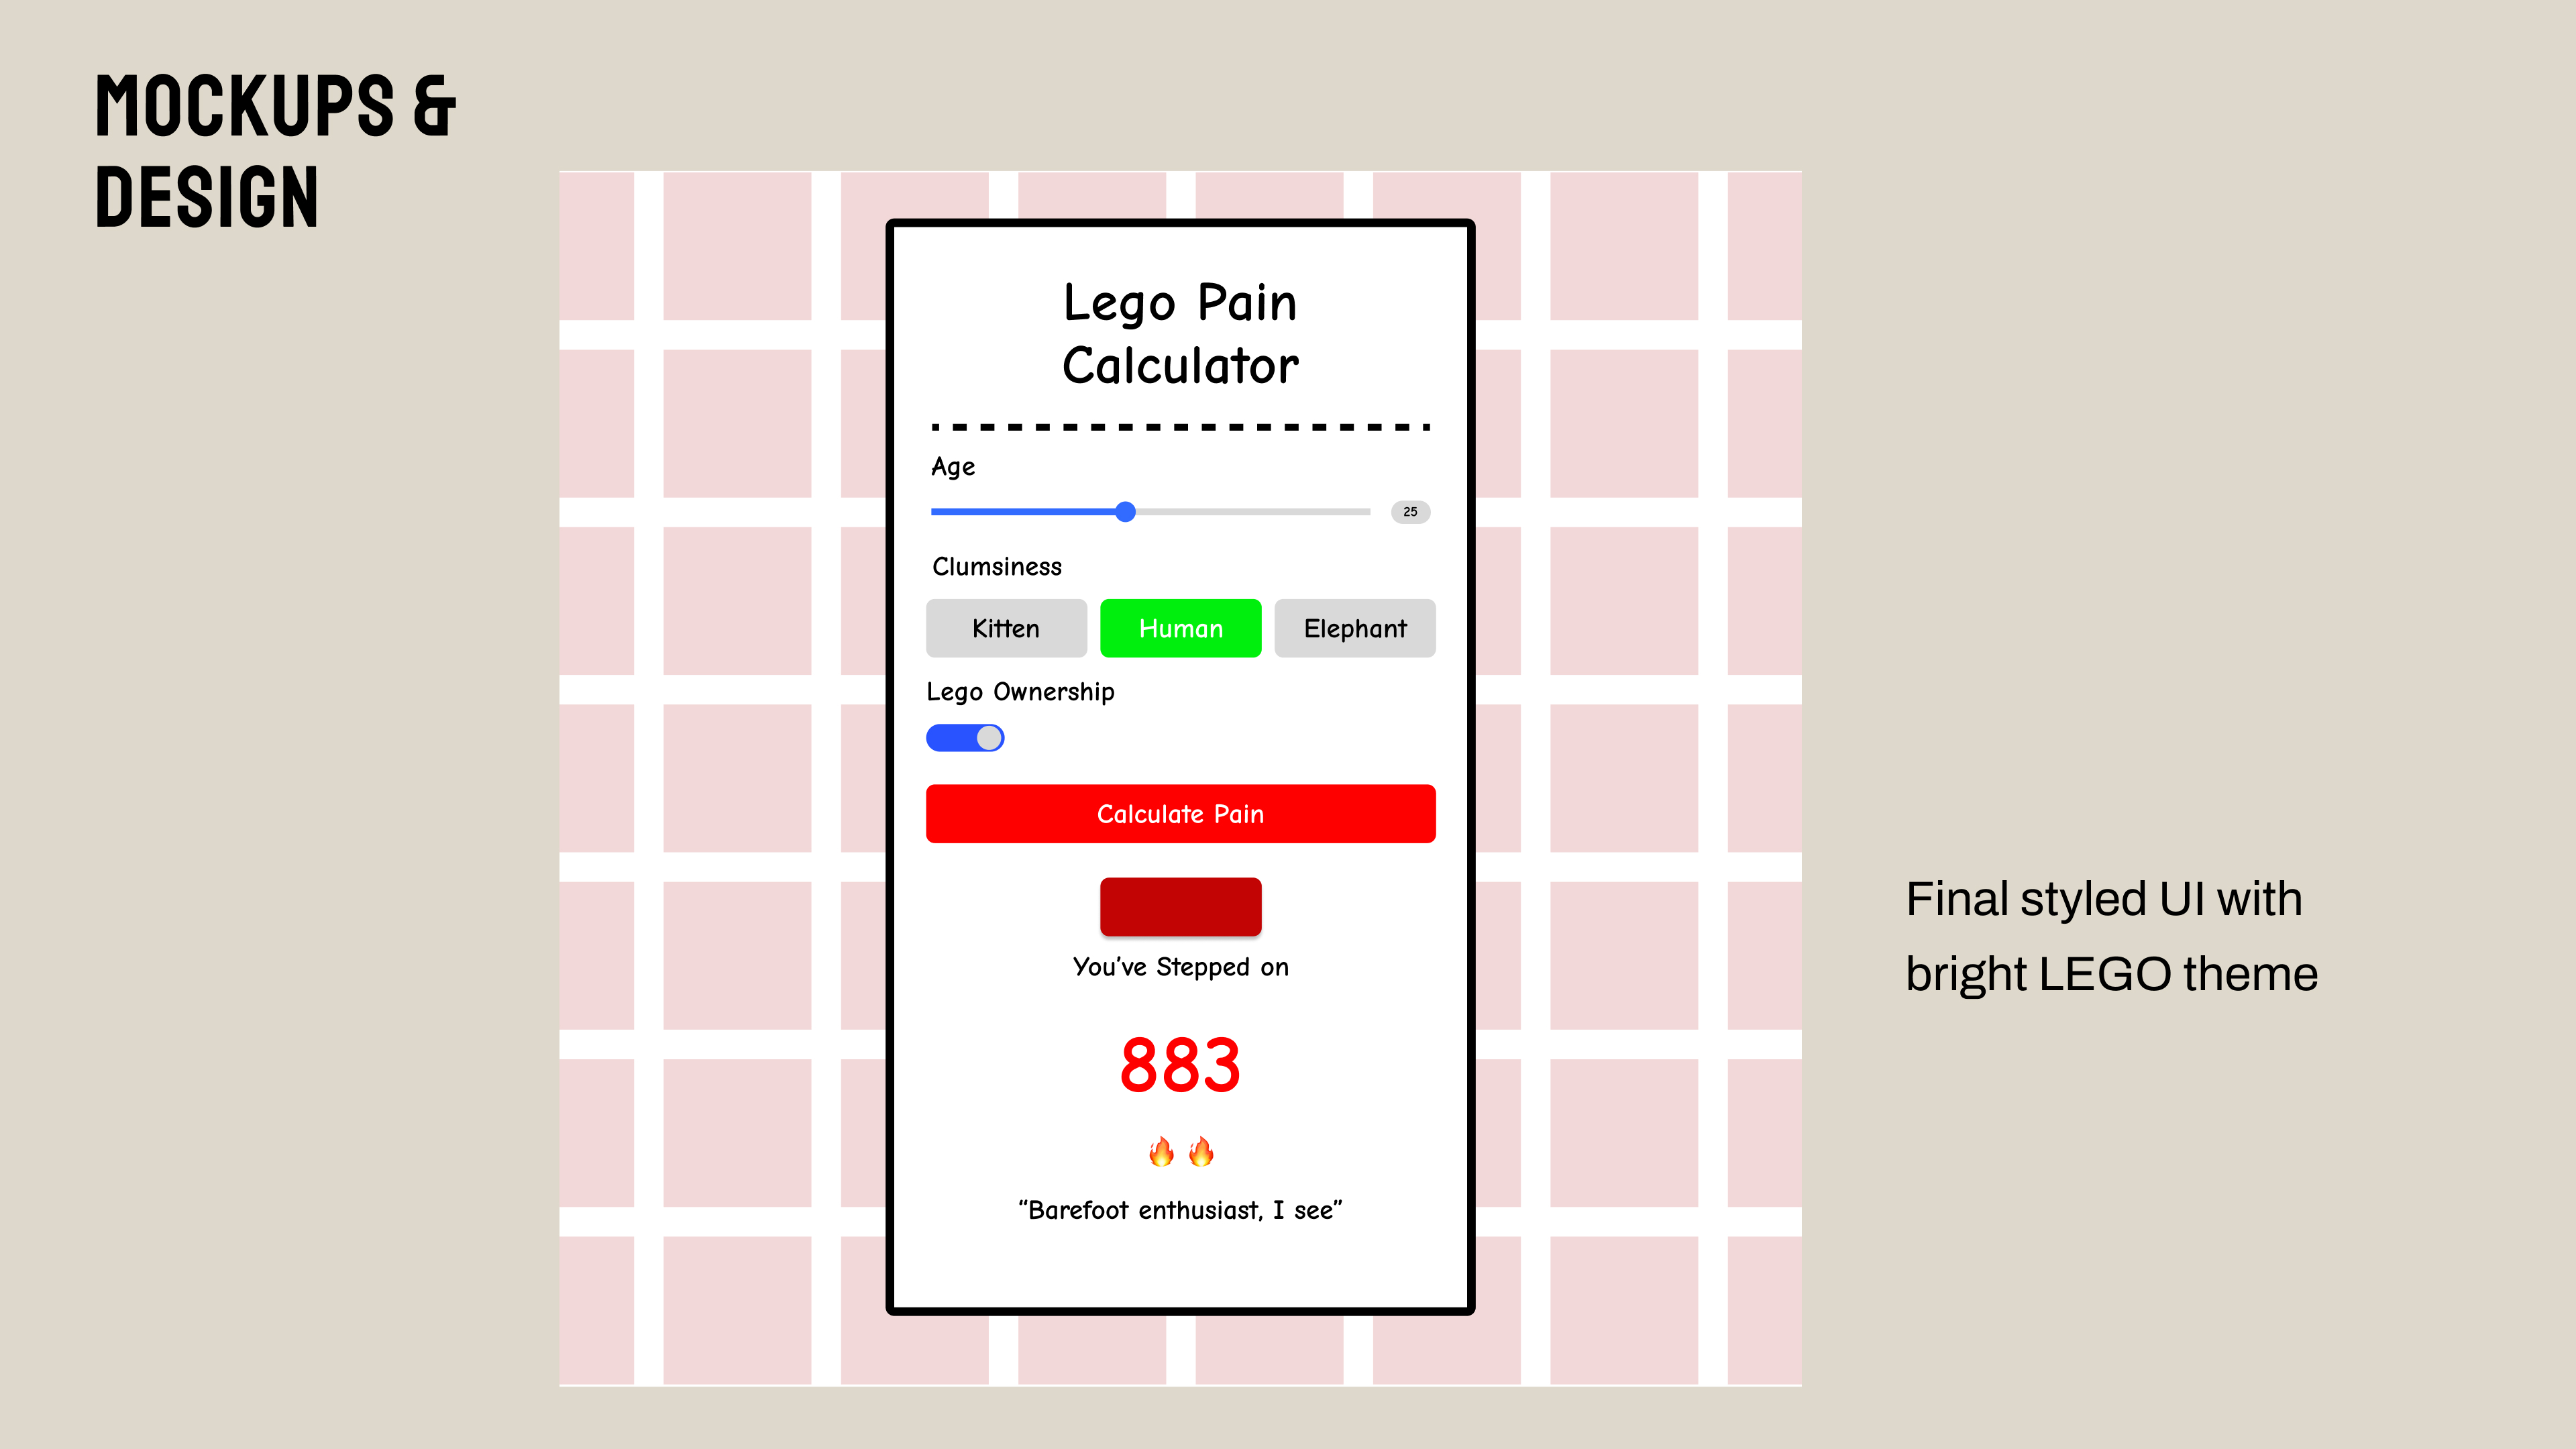 MOCKUPS &
DESIGN
Lego Pain
Calculator
Age
25
Clumsiness
Kitten Human Elephant
Lego Ownership
Calculate Pain
You've Stepped on
883
🔥 🔥
“Barefoot enthusiast, I see”
Final styled UI with
bright LEGO theme